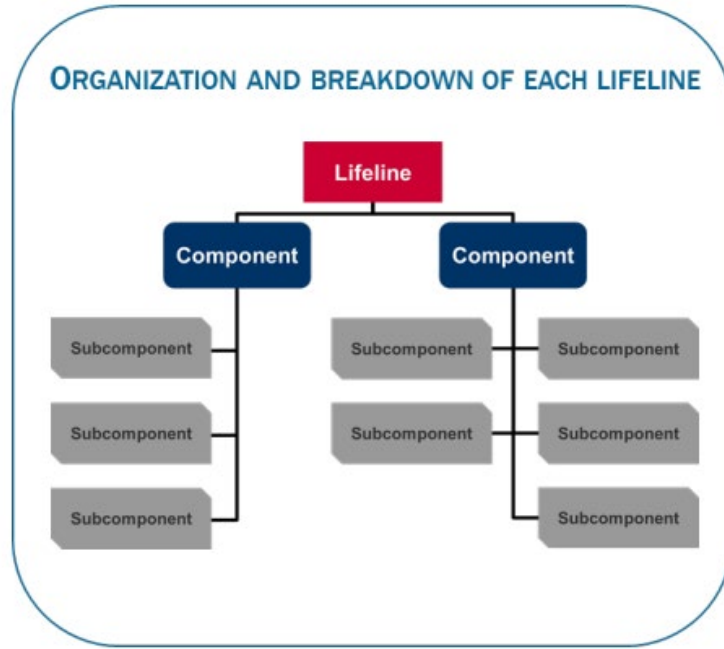 ORGANIZATION AND BREAKDOWN OF EACH LIFELINE
Lifeline
Component Component
Subcomponent Subcomponent Subcomponent
Subcomponent Subcomponent Subcomponent
Subcomponent Subcomponent